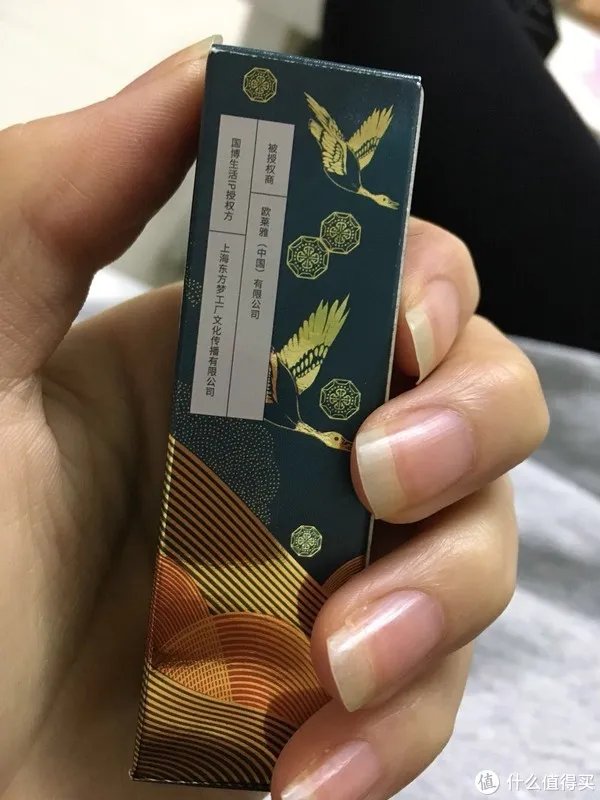 被授权商
欧莱雅（中国）有限公司
国博生活IP授权方
上海东方梦工厂文化传播有限公司
值 什么值得买